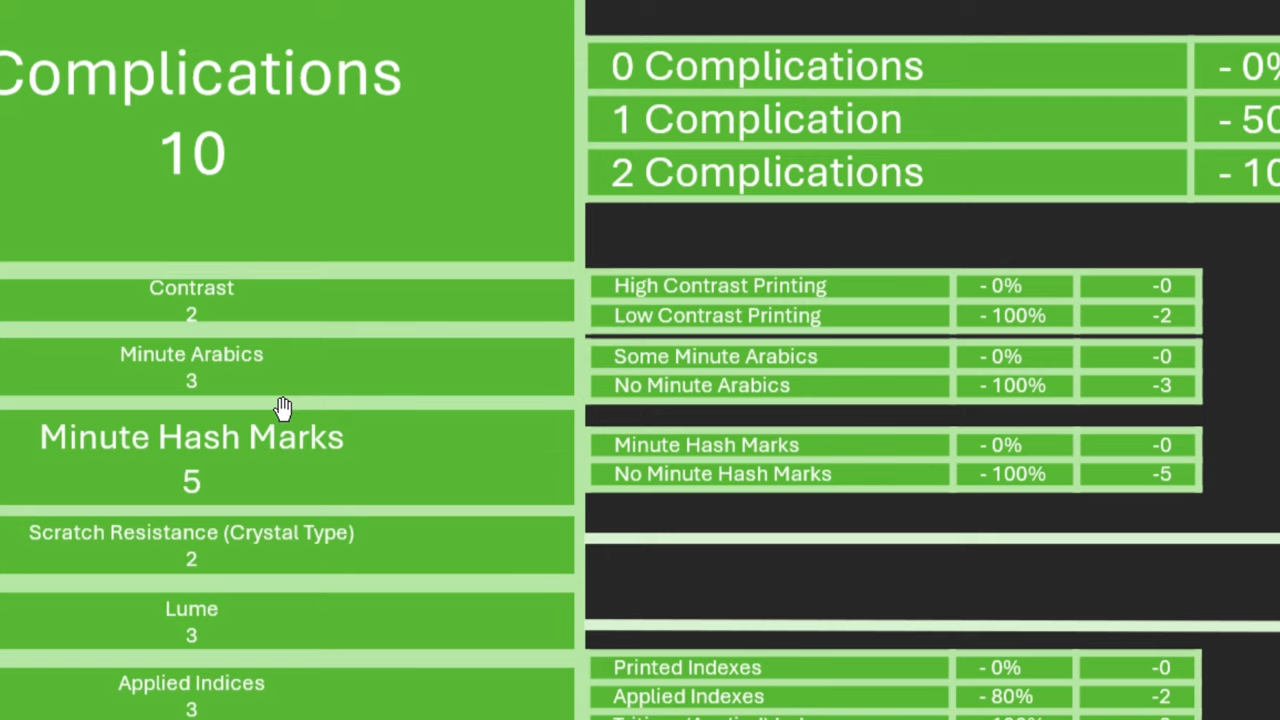 Complications
10
0 Complications - 0%
1 Complication - 50
2 Complications - 10
Contrast
2
High Contrast Printing - 0% -0
Low Contrast Printing - 100% -2
Minute Arabics
3
Some Minute Arabics - 0% -0
No Minute Arabics - 100% -3
Minute Hash Marks
5
Minute Hash Marks - 0% -0
No Minute Hash Marks - 100% -5
Scratch Resistance (Crystal Type)
2
Lume
3
Applied Indices
3
Printed Indexes - 0% -0
Applied Indexes - 80% -2